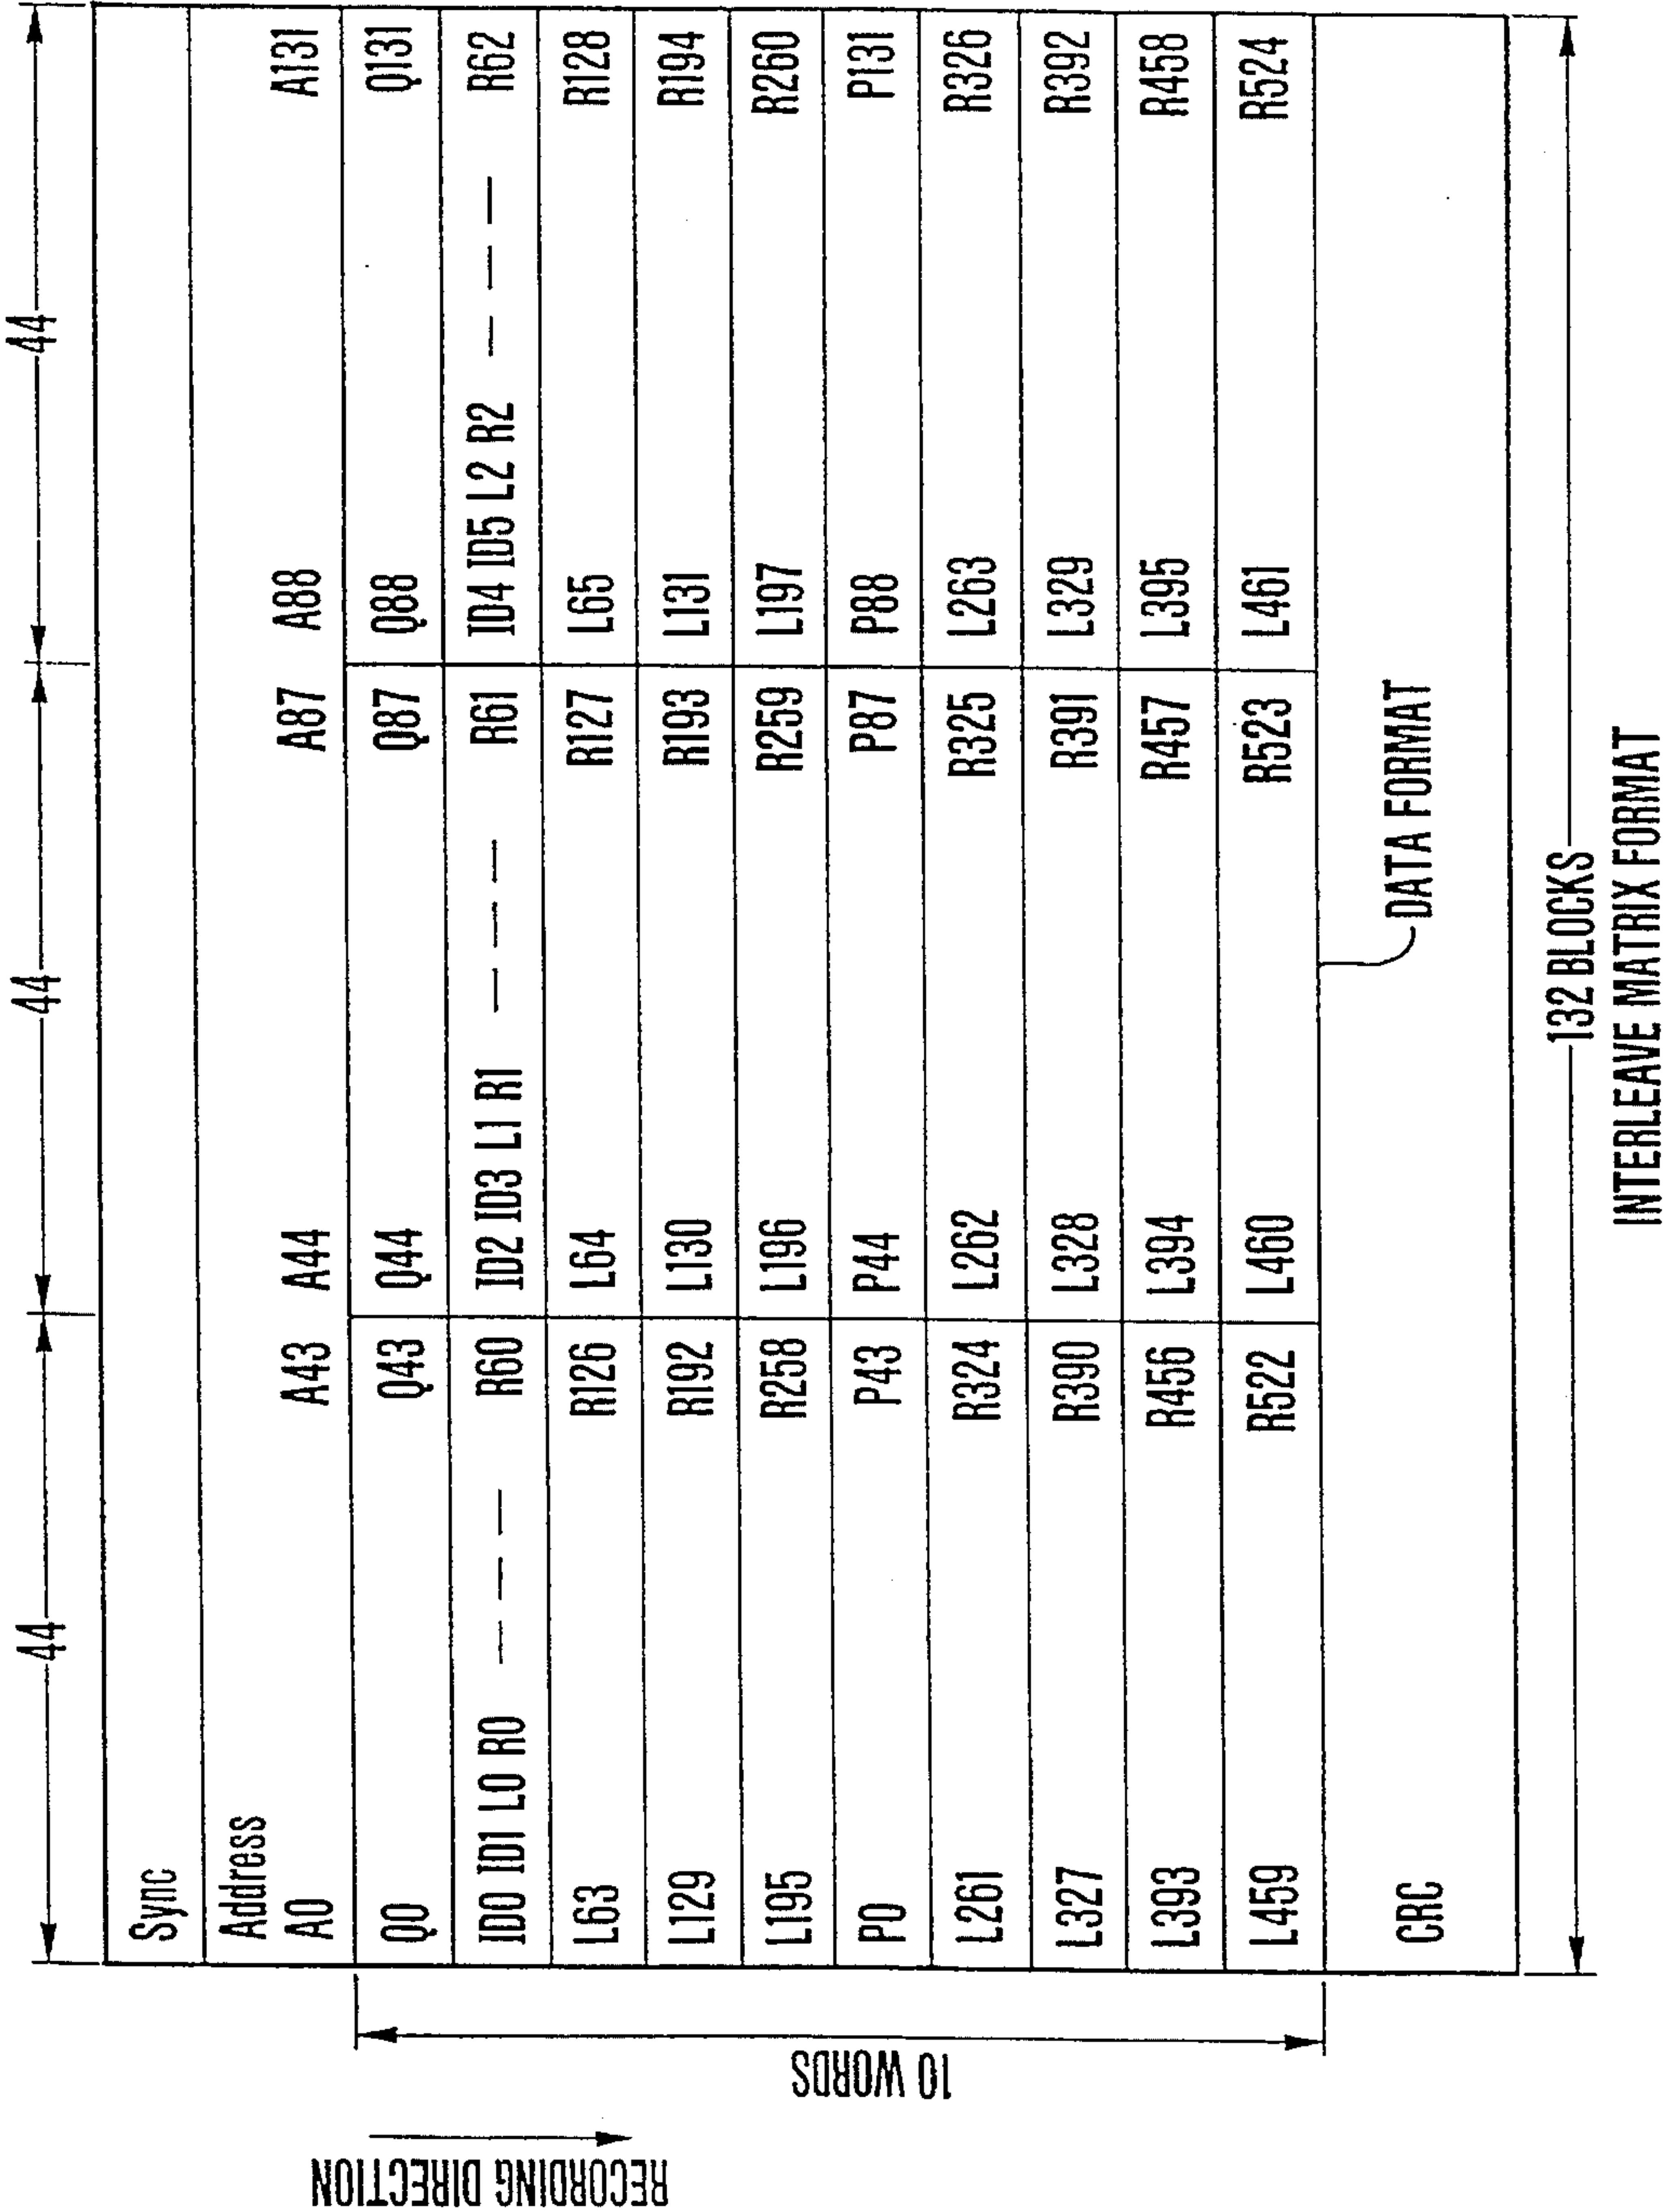 44 44 44
Sync
Address
A0 A43 A44 A87 A88 A131
Q0 Q43 Q44 Q87 Q88 Q131
ID0 ID1 L0 R0 ———— R60 ID2 ID3 L1 R1 ———— R61 ID4 ID5 L2 R2 ———— R62
L63 R126 L64 R127 L65 R128
L129 R192 L130 R193 L131 R194
L195 R258 L196 R259 L197 R260
P0 P43 P44 P87 P88 P131
L261 R324 L262 R325 L263 R326
L327 R390 L328 R391 L329 R392
L393 R456 L394 R457 L395 R458
L459 R522 L460 R523 L461 R524
CRC
DATA FORMAT
10 WORDS
RECORDING DIRECTION
132 BLOCKS
INTERLEAVE MATRIX FORMAT